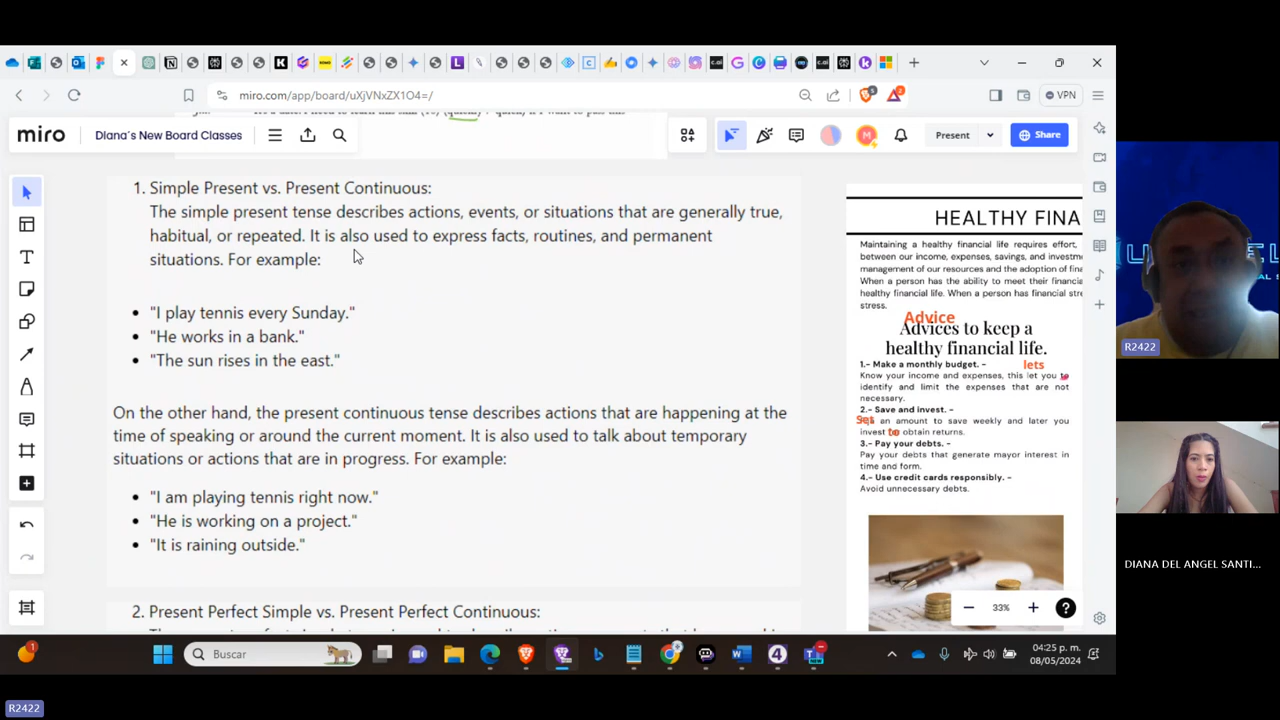 miro.com/app/board/uXjVNxZX1O4=/
VPN
miro
DIana's New Board Classes
Present
Share
1. Simple Present vs. Present Continuous:
The simple present tense describes actions, events, or situations that are generally true,
habitual, or repeated. It is also used to express facts, routines, and permanent
situations. For example:
• "I play tennis every Sunday."
• "He works in a bank."
• "The sun rises in the east."
On the other hand, the present continuous tense describes actions that are happening at the
time of speaking or around the current moment. It is also used to talk about temporary
situations or actions that are in progress. For example:
• "I am playing tennis right now."
• "He is working on a project."
• "It is raining outside."
2. Present Perfect Simple vs. Present Perfect Continuous:
HEALTHY FINA
Maintaining a healthy financial life requires effort,
between our income, expenses, savings, and investm
management of our resources and the adoption of fina
When a person has the ability to meet their financia
healthy financial life. When a person has financial stre
stress.
Advice
Advices to keep a
healthy financial life.
1.- Make a monthly budget. -
lets
Know your income and expenses, this let you to
identify and limit the expenses that are not
necessary.
2.- Save and invest. -
Set
an amount to save weekly and later you
invest to obtain returns.
3.- Pay your debts. -
Pay your debts that generate mayor interest in
time and form.
4.- Use credit cards responsibly. -
Avoid unnecessary debts.
33%
R2422
DIANA DEL ANGEL SANTI...
Buscar
04:25 p. m.
08/05/2024
R2422